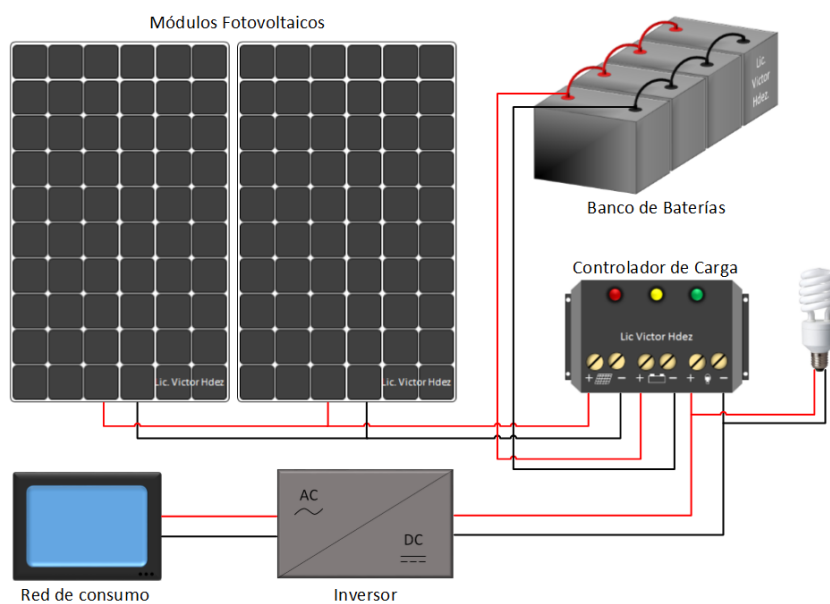 Módulos Fotovoltaicos
Lic. Victor Hdez
Lic. Victor Hdez
Lic.
Victor
Hdez.
Banco de Baterías
Controlador de Carga
Lic Victor Hdez
+ − + − + −
AC
DC
Red de consumo
Inversor